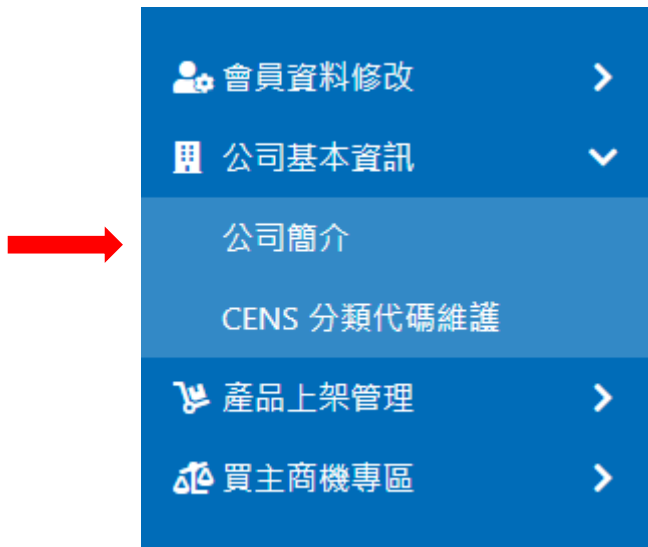 會員資料修改
公司基本資訊
公司簡介
CENS 分類代碼維護
產品上架管理
買主商機專區